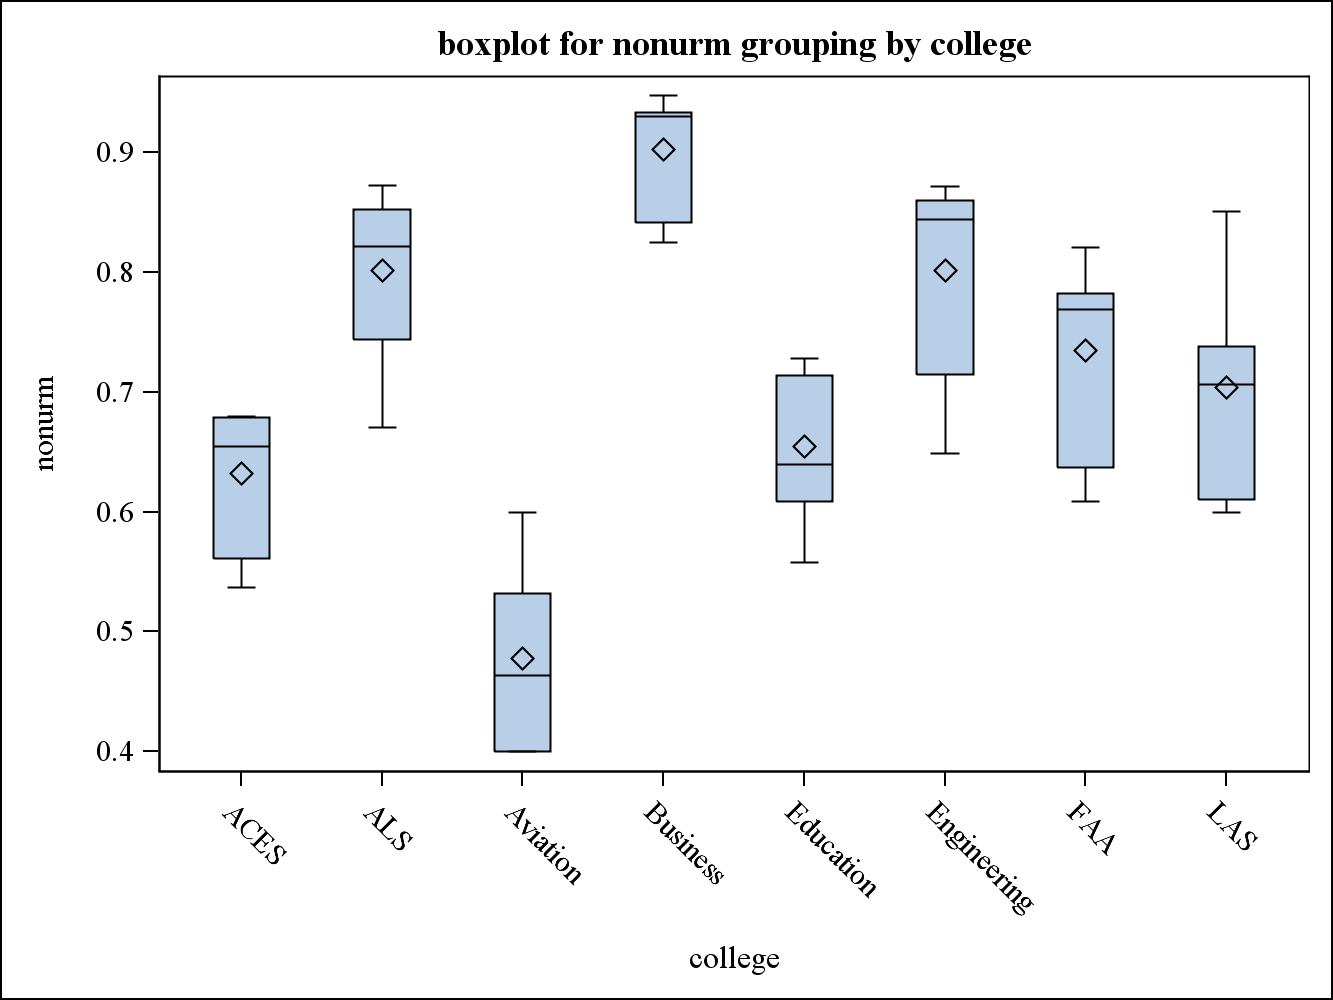 boxplot for nonurm grouping by college
0.9
0.8
0.7
0.6
0.5
0.4
nonurm
ACES
ALS
Aviation
Business
Education
Engineering
FAA
LAS
college